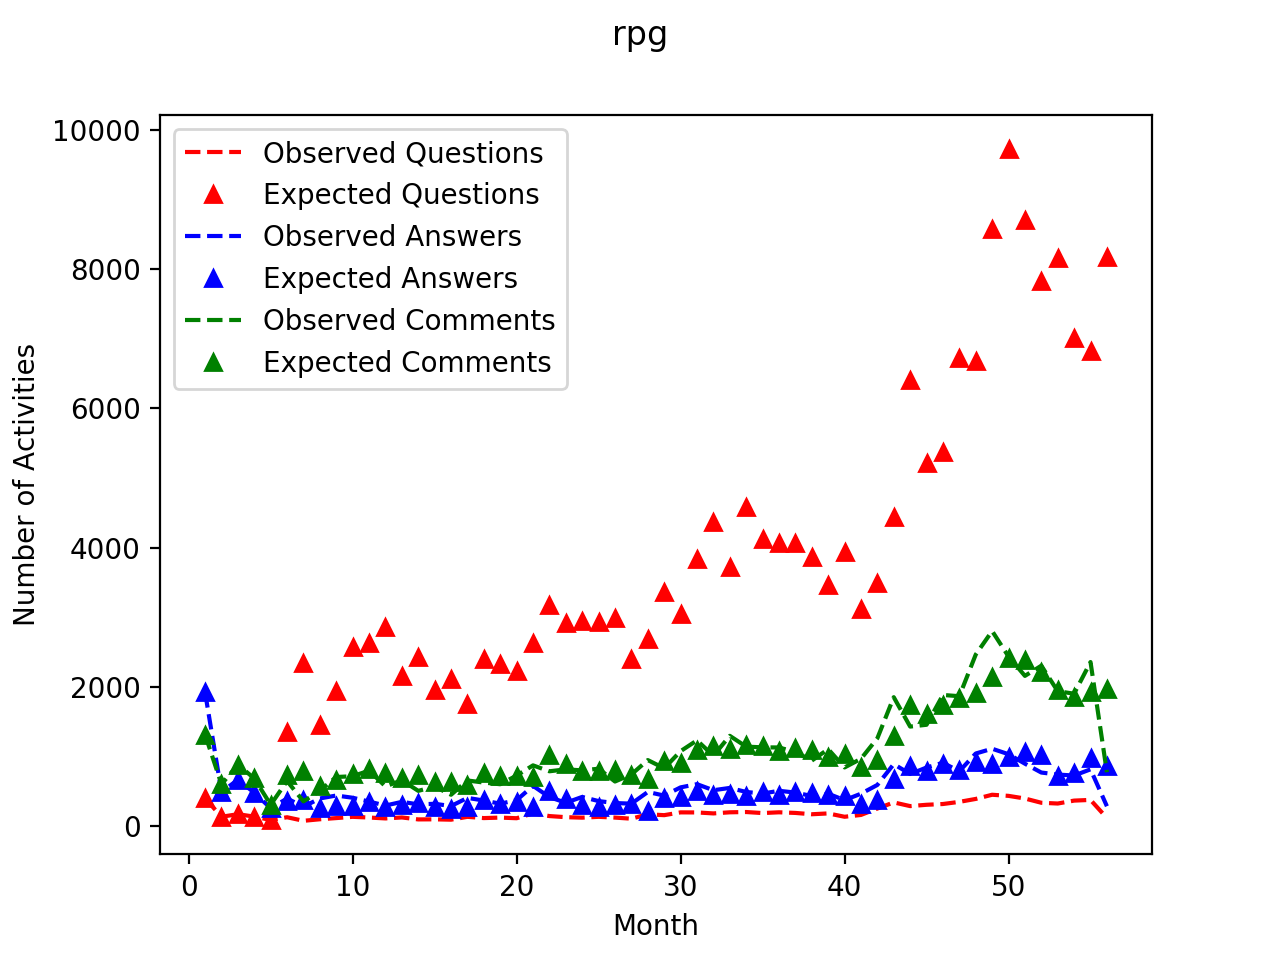 rpg
10000
8000
6000
4000
2000
0
Number of Activities
Observed Questions
Expected Questions
Observed Answers
Expected Answers
Observed Comments
Expected Comments
0 10 20 30 40 50
Month